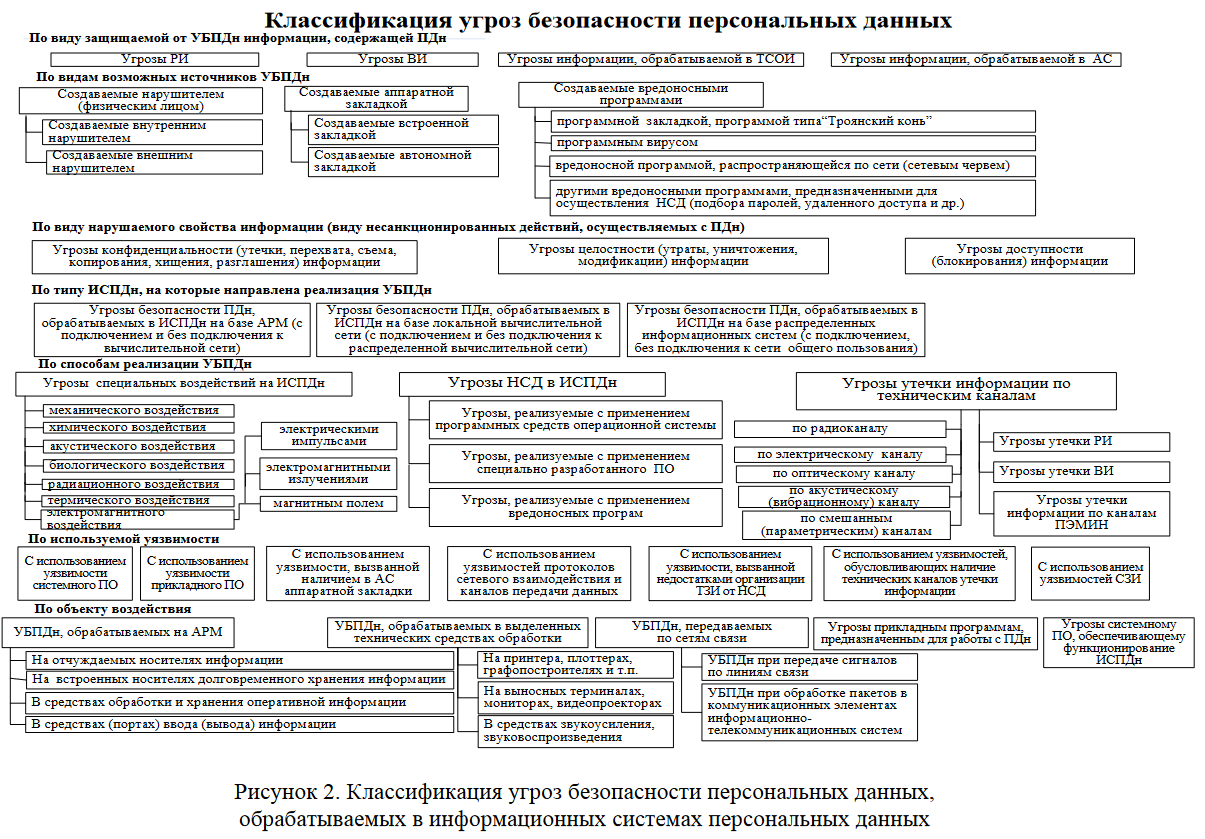 Классификация угроз безопасности персональных данных
По виду защищаемой от УБПДн информации, содержащей ПДн
Угрозы РИ
Угрозы ВИ
Угрозы информации, обрабатываемой в ТСОИ
Угрозы информации, обрабатываемой в АС
По видам возможных источников УБПДн
Создаваемые нарушителем
(физическим лицом)
Создаваемые внутренним
нарушителем
Создаваемые внешним
нарушителем
Создаваемые аппаратной
закладкой
Создаваемые встроенной
закладкой
Создаваемые автономной
закладкой
Создаваемые вредоносными
программами
программной закладкой, программой типа“Троянский конь”
программным вирусом
вредоносной программой, распространяющейся по сети (сетевым червем)
другими вредоносными программами, предназначенными для
осуществления НСД (подбора паролей, удаленного доступа и др.)
По виду нарушаемого свойства информации (виду несанкционированных действий, осуществляемых с ПДн)
Угрозы конфиденциальности (утечки, перехвата, съема,
копирования, хищения, разглашения) информации
Угрозы целостности (утраты, уничтожения,
модификации) информации
Угрозы доступности
(блокирования) информации
По типу ИСПДн, на которые направлена реализация УБПДн
Угрозы безопасности ПДн,
обрабатываемых в ИСПДн на базе АРМ (с
подключением и без подключения к
вычислительной сети)
Угрозы безопасности ПДн, обрабатываемых в
ИСПДн на базе локальной вычислительной
сети (с подключением и без подключения к
распределенной вычислительной сети)
Угрозы безопасности ПДн, обрабатываемых в
ИСПДн на базе распределенных
информационных систем (с подключением,
без подключения к сети общего пользования)
По способам реализации УБПДн
Угрозы специальных воздействий на ИСПДн
механического воздействия
химического воздействия
акустического воздействия
биологического воздействия
радиационного воздействия
термического воздействия
электромагнитного
воздействия
электрическими
импульсами
электромагнитными
излучениями
магнитным полем
Угрозы НСД в ИСПДн
Угрозы, реализуемые с применением
программных средств операционной системы
Угрозы, реализуемые с применением
специально разработанного ПО
Угрозы, реализуемые с применением
вредоносных програм
Угрозы утечки информации по
техническим каналам
по радиоканалу
по электрическому каналу
по оптическому каналу
по акустическому
(вибрационному) каналу
по смешанным
(параметрическим) каналам
Угрозы утечки РИ
Угрозы утечки ВИ
Угрозы утечки
информации по каналам
ПЭМИН
По используемой уязвимости
С использованием
уязвимости
системного ПО
С использованием
уязвимости
прикладного ПО
С использованием
уязвимости, вызванной
наличием в АС
аппаратной закладки
С использованием
уязвимостей протоколов
сетевого взаимодействия и
каналов передачи данных
С использованием
уязвимости, вызванной
недостатками организации
ТЗИ от НСД
С использованием уязвимостей,
обусловливающих наличие
технических каналов утечки
информации
С использованием
уязвимостей СЗИ
По объекту воздействия
УБПДн, обрабатываемых на АРМ
На отчуждаемых носителях информации
На встроенных носителях долговременного хранения информации
В средствах обработки и хранения оперативной информации
В средствах (портах) ввода (вывода) информации
УБПДн, обрабатываемых в выделенных
технических средствах обработки
На принтера, плоттерах,
графопостроителях и т.п.
На выносных терминалах,
мониторах, видеопроекторах
В средствах звукоусиления,
звуковоспроизведения
УБПДн, передаваемых
по сетям связи
УБПДн при передаче сигналов
по линиям связи
УБПДн при обработке пакетов в
коммуникационных элементах
информационно-
телекоммуникационных систем
Угрозы прикладным программам,
предназначенным для работы с ПДн
Угрозы системному
ПО, обеспечивающему
функционирование
ИСПДн
Рисунок 2. Классификация угроз безопасности персональных данных,
обрабатываемых в информационных системах персональных данных